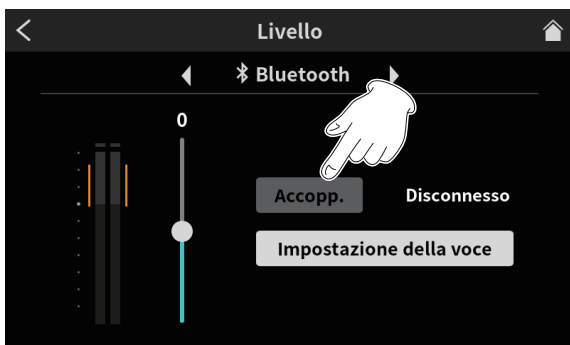 Livello
Bluetooth
0
Accopp.
Disconnesso
Impostazione della voce